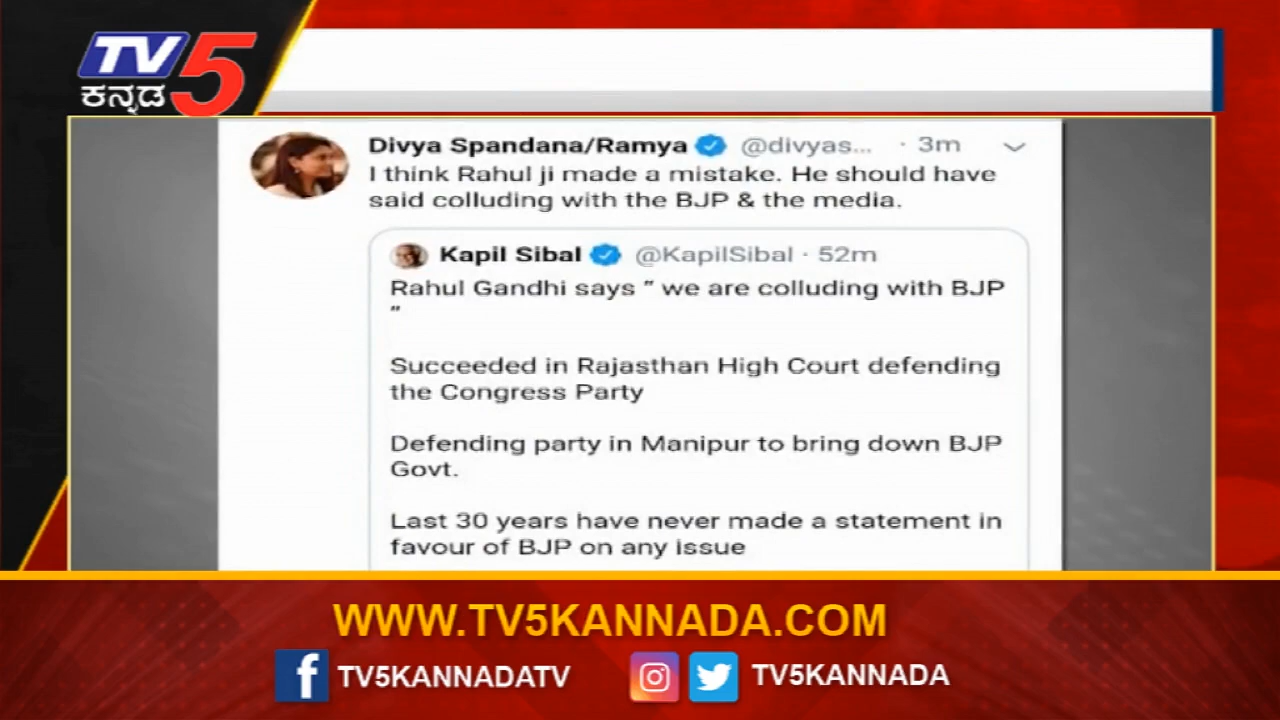 TV5
ಕನ್ನಡ
Divya Spandana/Ramya @divyas... · 3m
I think Rahul ji made a mistake. He should have
said colluding with the BJP & the media.
Kapil Sibal @KapilSibal · 52m
Rahul Gandhi says “ we are colluding with BJP
”
Succeeded in Rajasthan High Court defending
the Congress Party
Defending party in Manipur to bring down BJP
Govt.
Last 30 years have never made a statement in
favour of BJP on any issue
WWW.TV5KANNADA.COM
f TV5KANNADATV TV5KANNADA